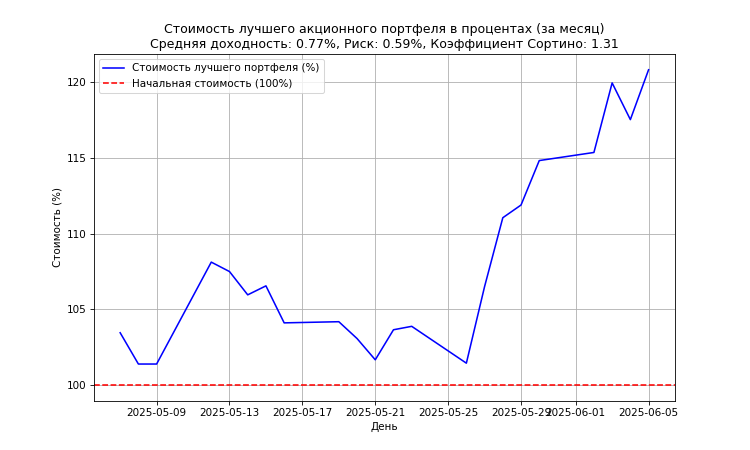 Стоимость лучшего акционного портфеля в процентах (за месяц)
Средняя доходность: 0.77%, Риск: 0.59%, Коэффициент Сортино: 1.31
Стоимость лучшего портфеля (%)
Начальная стоимость (100%)
Стоимость (%)
120
115
110
105
100
2025-05-09 2025-05-13 2025-05-17 2025-05-21 2025-05-25 2025-05-29 2025-06-01 2025-06-05
День